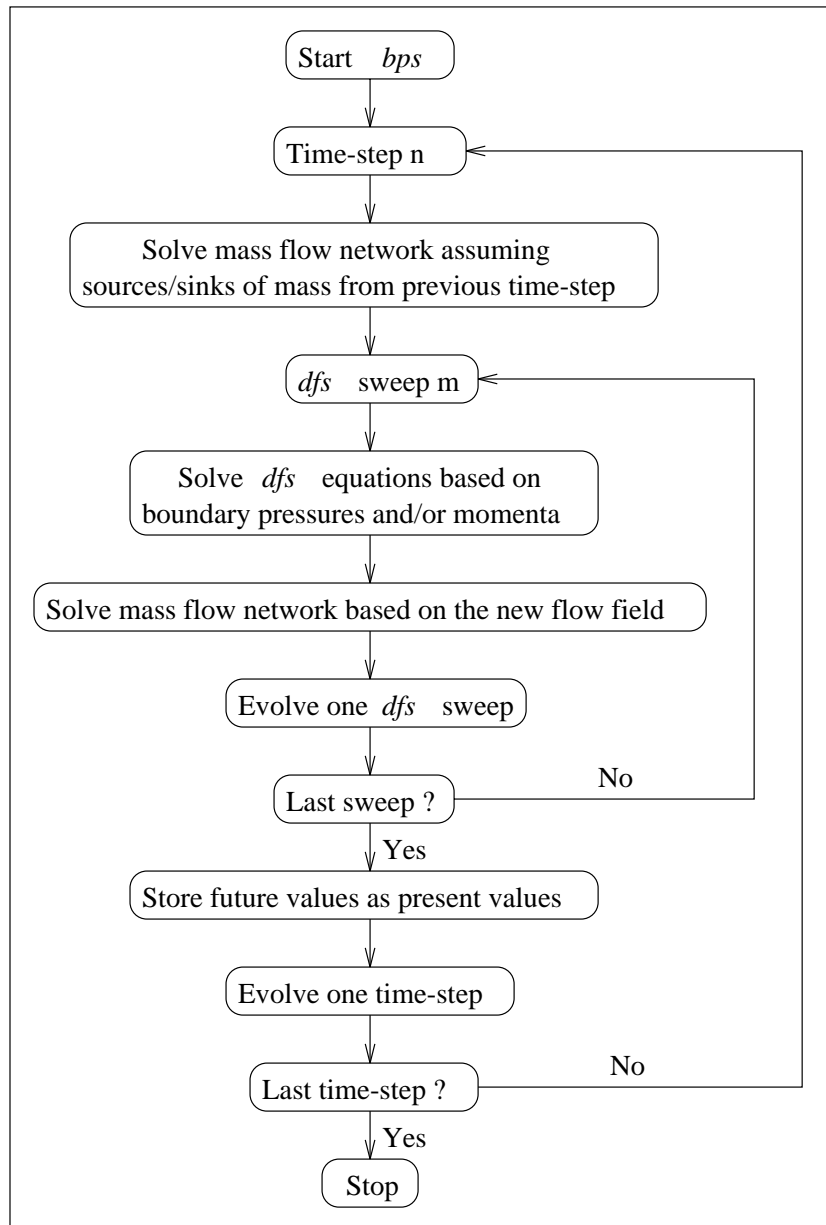 Start bps
Time-step n
Solve mass flow network assuming
sources/sinks of mass from previous time-step
dfs sweep m
Solve dfs equations based on
boundary pressures and/or momenta
Solve mass flow network based on the new flow field
Evolve one dfs sweep
Last sweep ?
No
Yes
Store future values as present values
Evolve one time-step
Last time-step ?
No
Yes
Stop